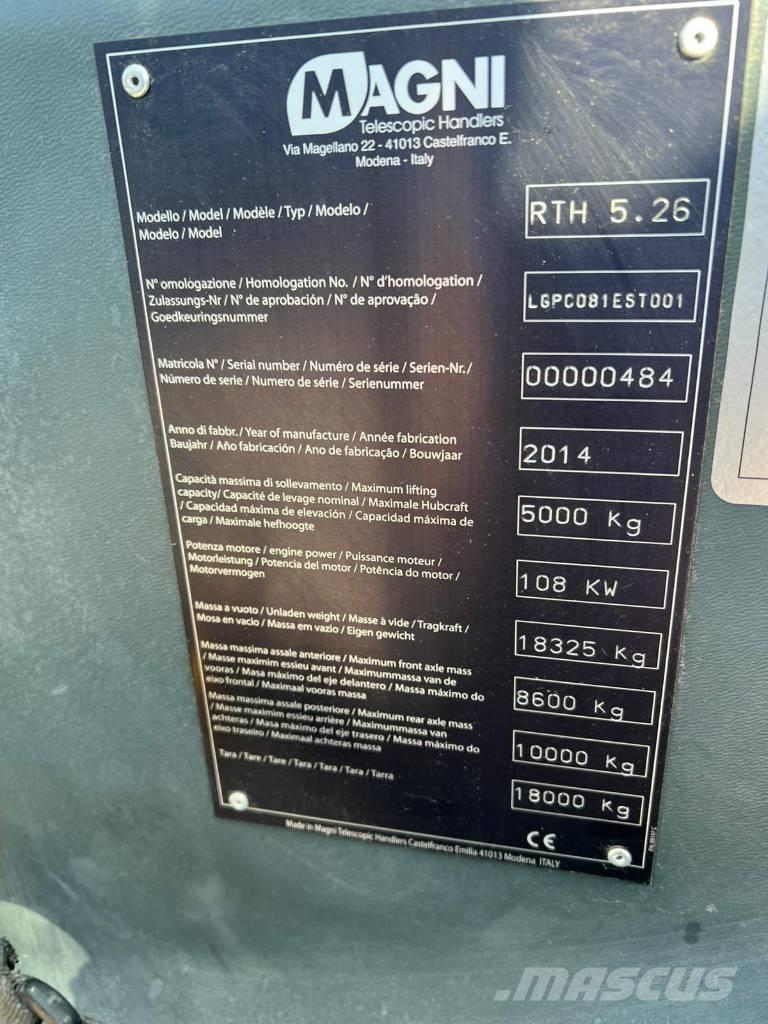 MAGNI
Telescopic Handlers
Via Magellano 22 - 41013 Castelfranco E.
Modena - Italy
Modello / Model / Modèle / Typ / Modelo /
Modelo / Model
RTH 5.26
N° omologazione / Homologation No. / N° d'homologation /
Zulassungs-Nr / N° de aprobación / N° de aprovação /
Goedkeuringsnummer
LGPC081EST001
Matricola N° / Serial number / Numéro de série / Serien-Nr. /
Número de serie / Numero de série / Serienummer
00000484
Anno di fabbr. / Year of manufacture / Année fabrication
Baujahr / Año fabricación / Ano de fabricação / Bouwjaar
2014
Capacità massima di sollevamento / Maximum lifting
capacity/ Capacité de levage nominal / Maximale Hubcraft
/ Capacidad máxima de elevación / Capacidad máxima de
carga / Maximale hefhoogte
5000 Kg
Potenza motore / engine power / Puissance moteur /
Motorleistung / Potencia del motor / Potência do motor /
Motorvermogen
108 KW
Massa a vuoto / Unladen weight / Masse à vide / Tragkraft /
Mosa en vacio / Massa em vazio / Eigen gewicht
18325 Kg
Massa massima assale anteriore / Maximum front axle mass
/ Masse maximim essieu avant / Maximummassa van de
vooras / Masa máximo del eje delantero / Massa máximo do
eixo frontal / Maximaal vooras massa
8600 Kg
Massa massima assale posteriore / Maximum rear axle mass
/ Masse maximim essieu arrière / Maximummassa van
achteras / Masa máximo del eje trasero / Massa máximo do
eixo traseiro / Maximaal achteras massa
10000 Kg
Tara / Tare / Tare / Tara / Tara / Tara / Tarra
18000 Kg
CE
Made in Magni Telescopic Handlers Castelfranco Emilia 41013 Modena ITALY
MASCUS